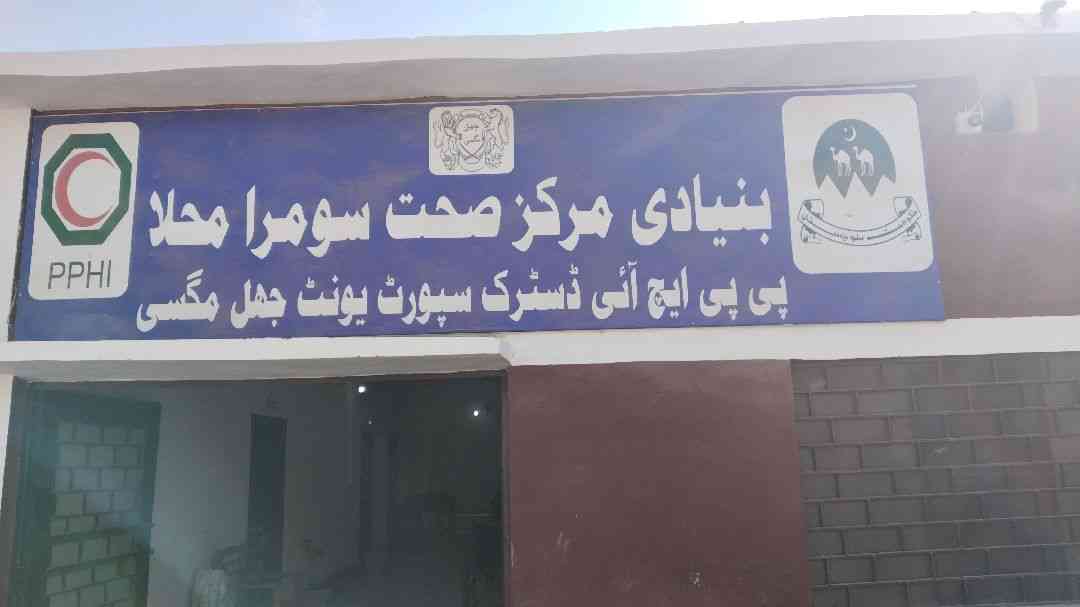 بنیادی مرکز صحت سومرا محلا
پی پی ایچ آئی ڈسٹرک سپورٹ یونٹ جھل مگسی
PPHI